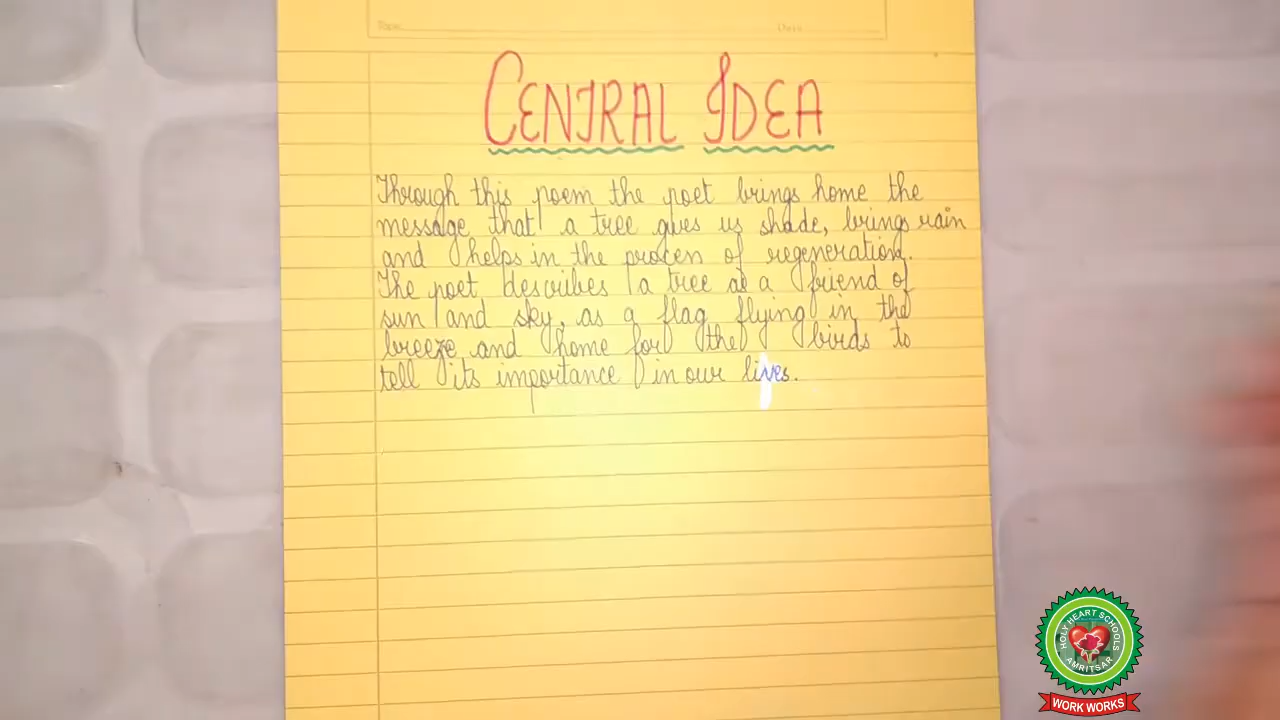 Topic
Date
CENTRAL IDEA
Through this poem the poet brings home the
message that a tree gives us shade, brings rain
and helps in the process of regeneration.
The poet describes a tree as a friend of
sun and sky, as a flag flying in the
breeze and home for the birds to
tell its importance in our lives.
HOLY HEART SCHOOLS
AMRITSAR
WORK WORKS